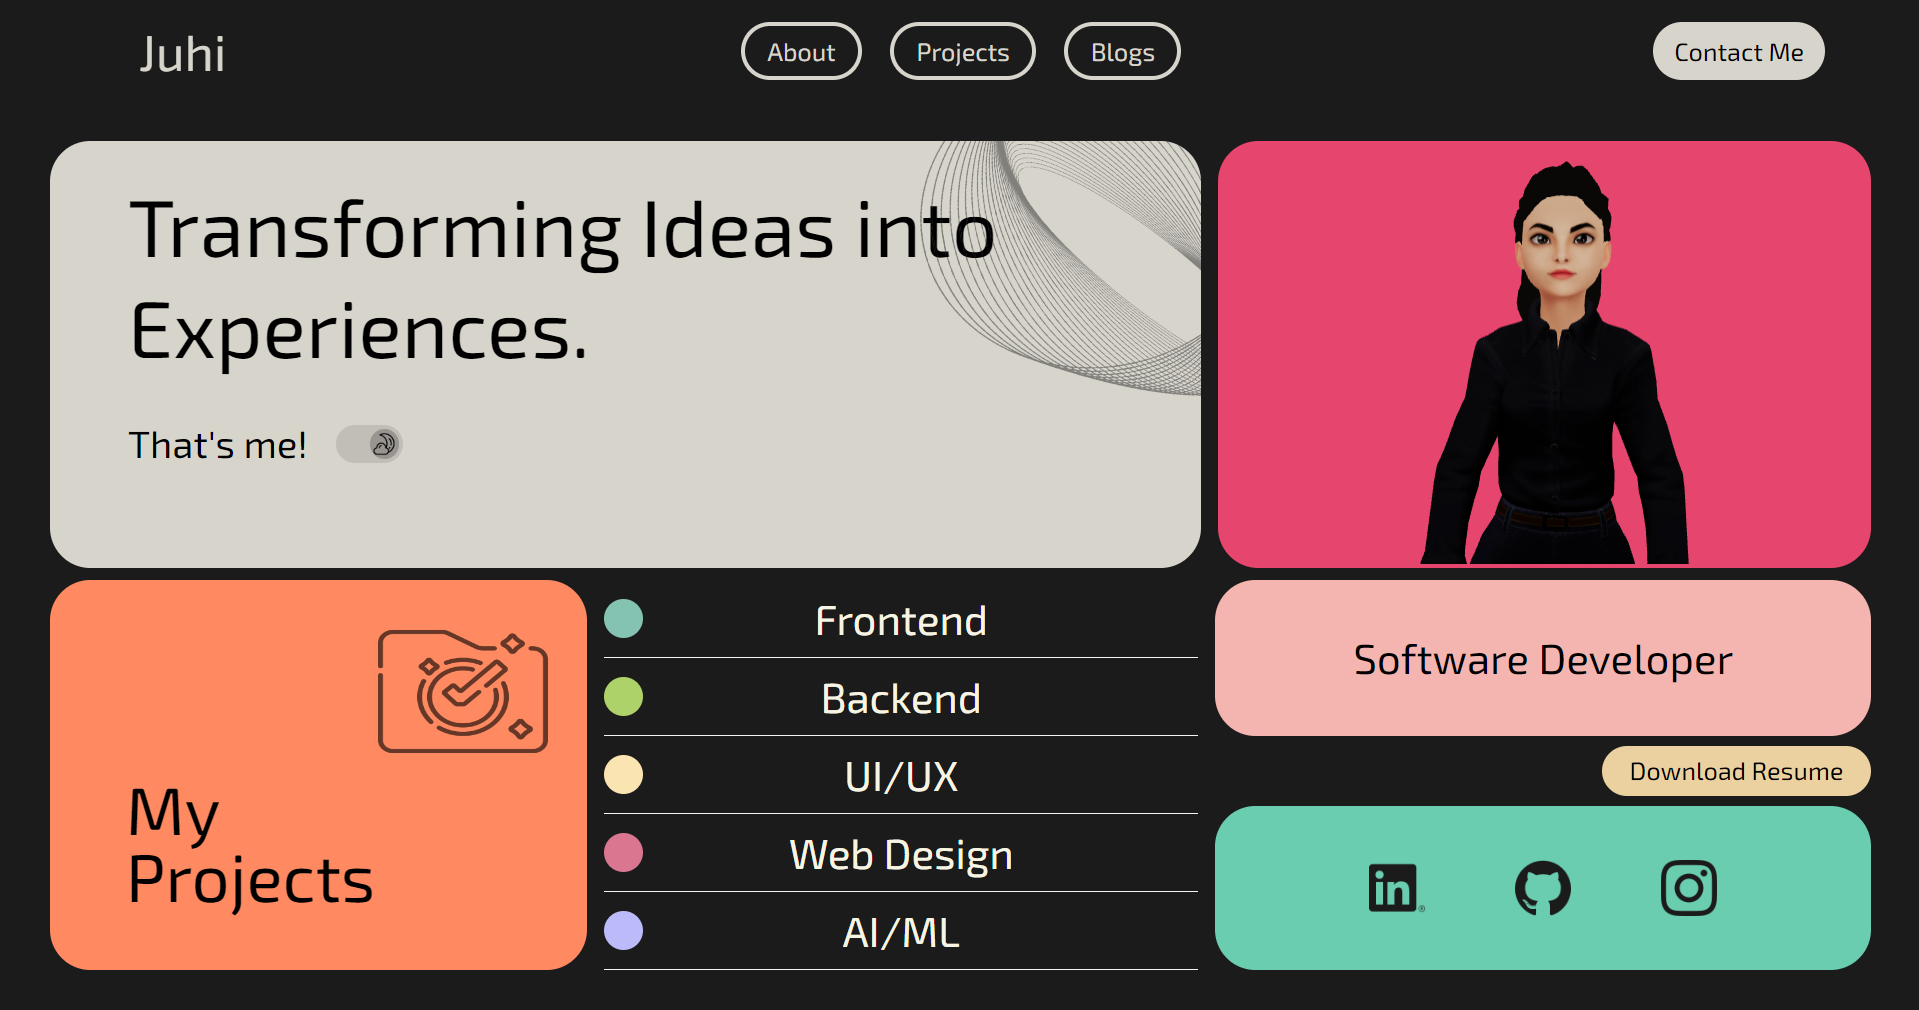 Juhi
About
Projects
Blogs
Contact Me
Transforming Ideas into
Experiences.
That's me!
My
Projects
Frontend
Backend
UI/UX
Web Design
AI/ML
Software Developer
Download Resume
in